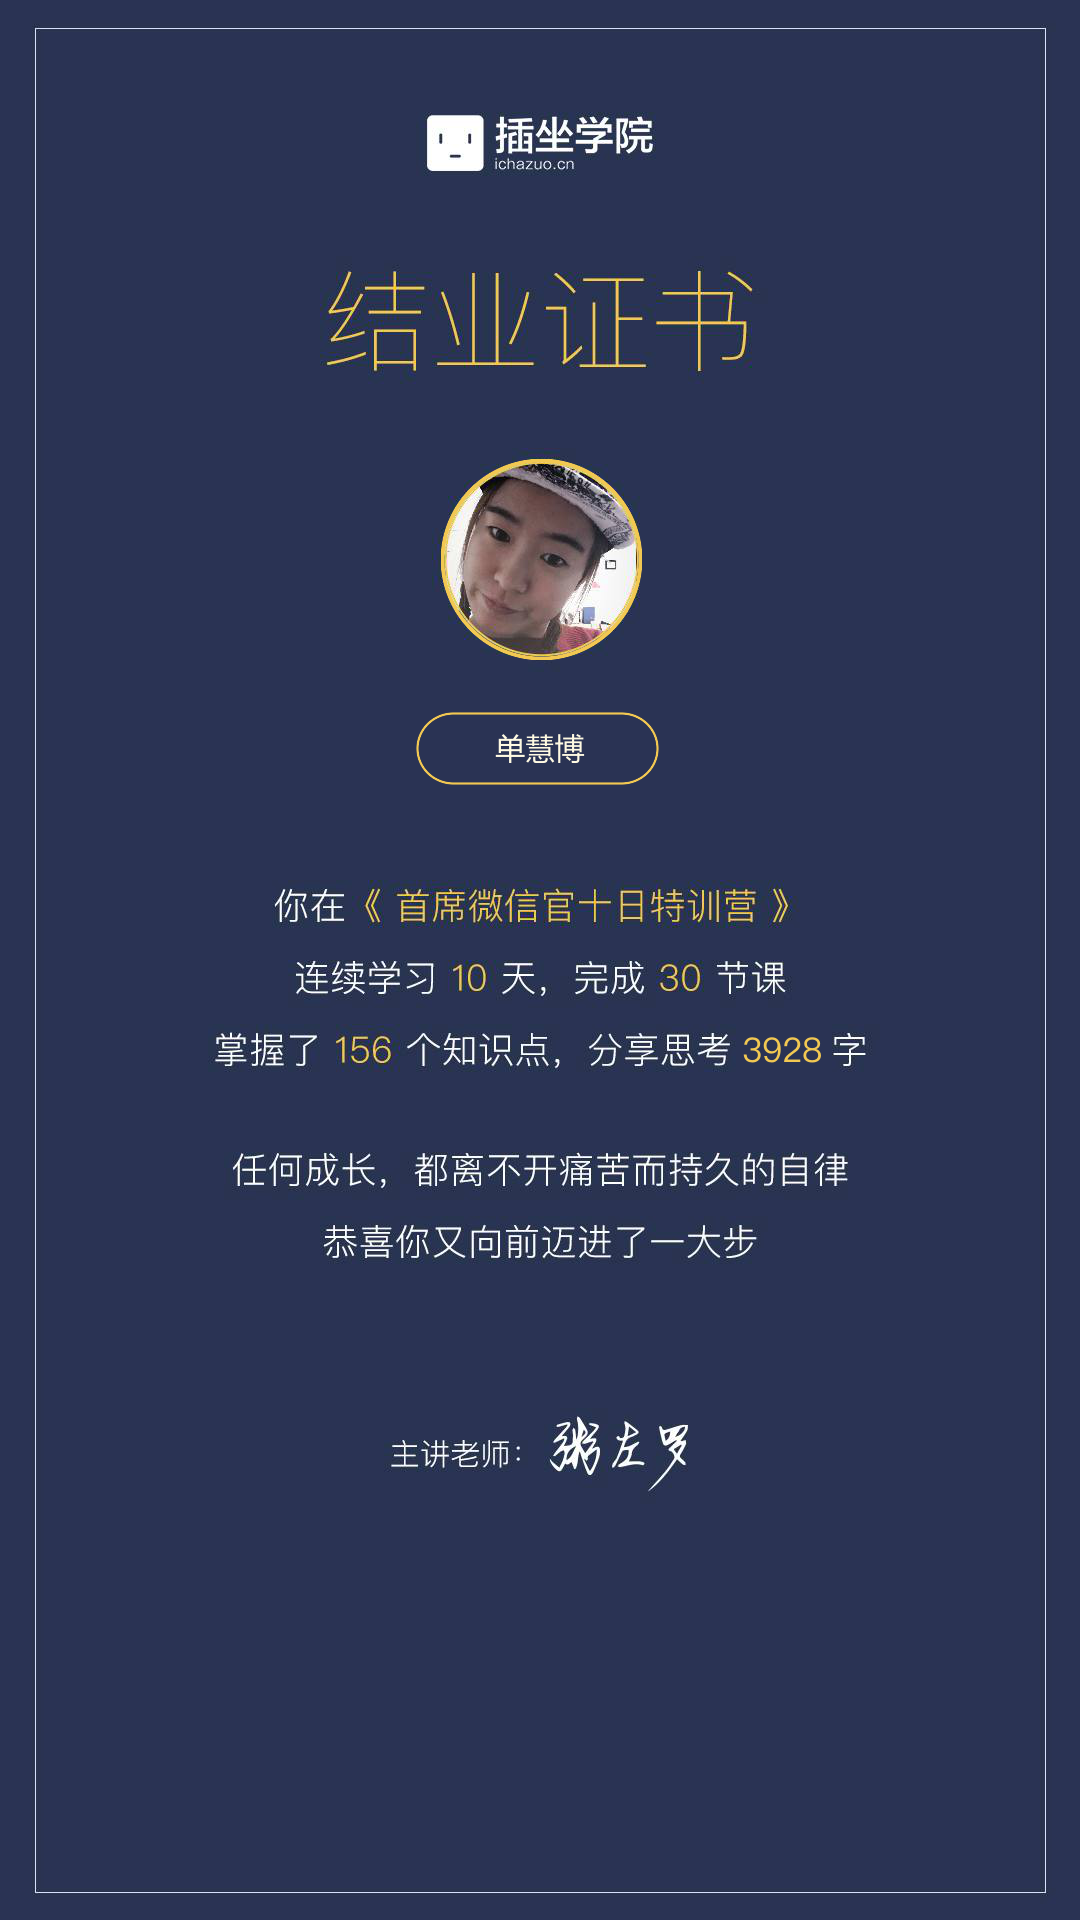 插坐学院
ichazuo.cn
结业证书
单慧博
你在《 首席微信官十日特训营 》
连续学习 10 天，完成 30 节课
掌握了 156 个知识点，分享思考 3928 字
任何成长，都离不开痛苦而持久的自律
恭喜你又向前迈进了一大步
主讲老师：粥左罗